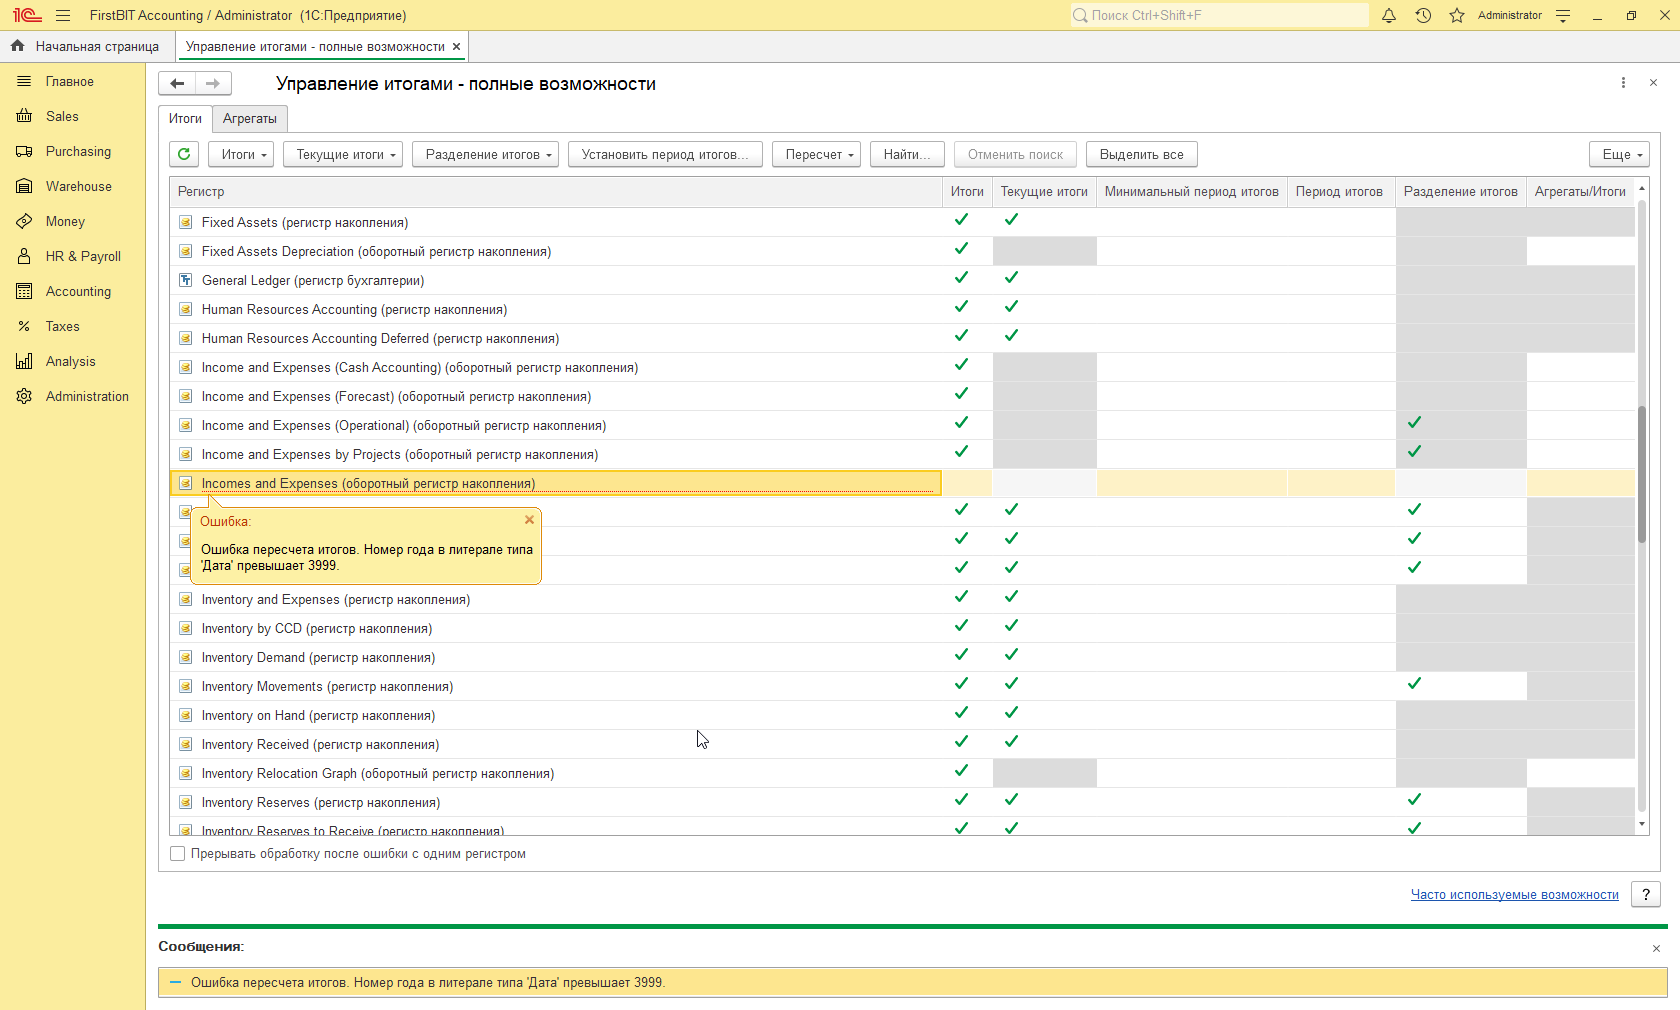 1С FirstBIT Accounting / Administrator (1С:Предприятие) Поиск Ctrl+Shift+F Administrator
Начальная страница Управление итогами - полные возможности
Главное
Sales
Purchasing
Warehouse
Money
HR & Payroll
Accounting
Taxes
Analysis
Administration
Управление итогами - полные возможности
Итоги Агрегаты
Итоги Текущие итоги Разделение итогов Установить период итогов... Пересчет Найти... Отменить поиск Выделить все Еще
Регистр Итоги Текущие итоги Минимальный период итогов Период итогов Разделение итогов Агрегаты/Итоги
Fixed Assets (регистр накопления)
Fixed Assets Depreciation (оборотный регистр накопления)
General Ledger (регистр бухгалтерии)
Human Resources Accounting (регистр накопления)
Human Resources Accounting Deferred (регистр накопления)
Income and Expenses (Cash Accounting) (оборотный регистр накопления)
Income and Expenses (Forecast) (оборотный регистр накопления)
Income and Expenses (Operational) (оборотный регистр накопления)
Income and Expenses by Projects (оборотный регистр накопления)
Incomes and Expenses (оборотный регистр накопления)
Ошибка:
Ошибка пересчета итогов. Номер года в литерале типа
'Дата' превышает 3999.
Inventory and Expenses (регистр накопления)
Inventory by CCD (регистр накопления)
Inventory Demand (регистр накопления)
Inventory Movements (регистр накопления)
Inventory on Hand (регистр накопления)
Inventory Received (регистр накопления)
Inventory Relocation Graph (оборотный регистр накопления)
Inventory Reserves (регистр накопления)
Inventory Reserves to Receive (регистр накопления)
Прерывать обработку после ошибки с одним регистром
Часто используемые возможности ?
Сообщения:
Ошибка пересчета итогов. Номер года в литерале типа 'Дата' превышает 3999.